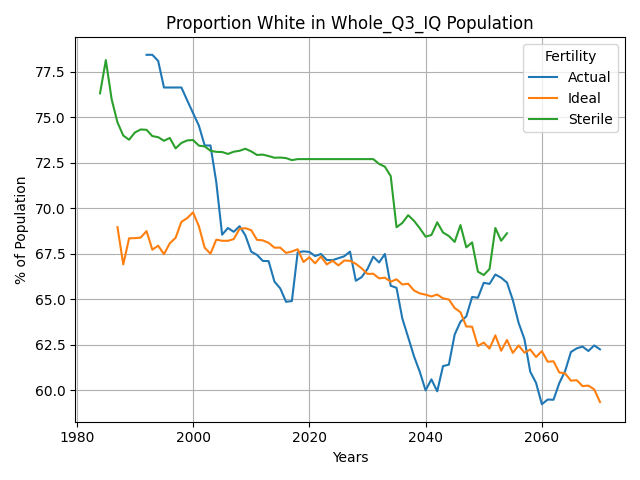 Proportion White in Whole_Q3_IQ Population
Fertility
Actual
Ideal
Sterile
% of Population
77.5
75.0
72.5
70.0
67.5
65.0
62.5
60.0
1980
2000
2020
2040
2060
Years